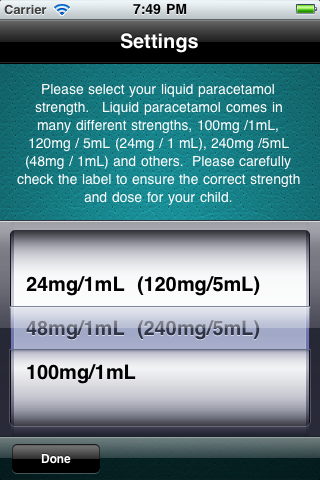 Carrier 7:49 PM
Settings
Please select your liquid paracetamol
strength. Liquid paracetamol comes in
many different strengths, 100mg /1mL,
120mg / 5mL (24mg / 1 mL), 240mg /5mL
(48mg / 1mL) and others. Please carefully
check the label to ensure the correct strength
and dose for your child.
24mg/1mL (120mg/5mL)
48mg/1mL (240mg/5mL)
100mg/1mL
Done